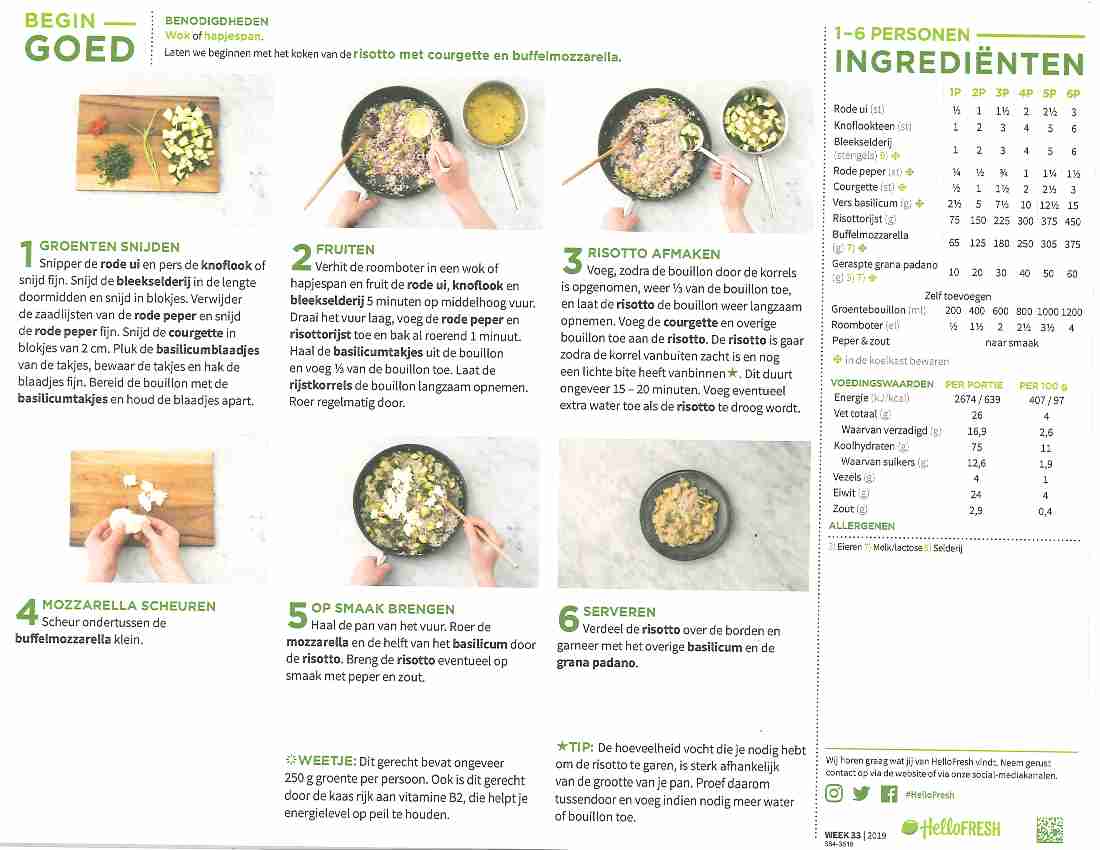 BEGIN
GOED
BENODIGDHEDEN
Wok of hapjespan.
Laten we beginnen met het koken van de risotto met courgette en buffelmozzarella.
1 GROENTEN SNIJDEN
Snipper de rode ui en pers de knoflook of
snijd fijn. Snijd de bleekselderij in de lengte
doormidden en snijd in blokjes. Verwijder
de zaadlijsten van de rode peper en snijd
de rode peper fijn. Snijd de courgette in
blokjes van 2 cm. Pluk de basilicumblaadjes
van de takjes, bewaar de takjes en hak de
blaadjes fijn. Bereid de bouillon met de
basilicumtakjes en houd de blaadjes apart.
2 FRUITEN
Verhit de roomboter in een wok of
hapjespan en fruit de rode ui, knoflook en
bleekselderij 5 minuten op middelhoog vuur.
Draai het vuur laag, voeg de rode peper en
risottorijst toe en bak al roerend 1 minuut.
Haal de basilicumtakjes uit de bouillon
en voeg ⅓ van de bouillon toe. Laat de
rijstkorrels de bouillon langzaam opnemen.
Roer regelmatig door.
3 RISOTTO AFMAKEN
Voeg, zodra de bouillon door de korrels
is opgenomen, weer ⅓ van de bouillon toe,
en laat de risotto de bouillon weer langzaam
opnemen. Voeg de courgette en overige
bouillon toe aan de risotto. De risotto is gaar
zodra de korrel vanbuiten zacht is en nog
een lichte bite heeft vanbinnen★. Dit duurt
ongeveer 15 – 20 minuten. Voeg eventueel
extra water toe als de risotto te droog wordt.
4 MOZZARELLA SCHEUREN
Scheur ondertussen de
buffelmozzarella klein.
5 OP SMAAK BRENGEN
Haal de pan van het vuur. Roer de
mozzarella en de helft van het basilicum door
de risotto. Breng de risotto eventueel op
smaak met peper en zout.
6 SERVEREN
Verdeel de risotto over de borden en
garneer met het overige basilicum en de
grana padano.
WEETJE: Dit gerecht bevat ongeveer
250 g groente per persoon. Ook is dit gerecht
door de kaas rijk aan vitamine B2, die helpt je
energielevel op peil te houden.
★TIP: De hoeveelheid vocht die je nodig hebt
om de risotto te garen, is sterk afhankelijk
van de grootte van je pan. Proef daarom
tussendoor en voeg indien nodig meer water
of bouillon toe.
1–6 PERSONEN
INGREDIËNTEN
1P 2P 3P 4P 5P 6P
Rode ui (st) ½ 1 1½ 2 2½ 3
Knoflookteen (st) 1 2 3 4 5 6
Bleekselderij
(stengels) 9) 1 2 3 4 5 6
Rode peper (st) ¼ ½ ¾ 1 1¼ 1½
Courgette (st) ½ 1 1½ 2 2½ 3
Vers basilicum (g) 2½ 5 7½ 10 12½ 15
Risottorijst (g) 75 150 225 300 375 450
Buffelmozzarella
(g) 7) 65 125 180 250 305 375
Geraspte grana padano
(g) 3) 7) 10 20 30 40 50 60
Zelf toevoegen
Groentebouillon (ml) 200 400 600 800 1000 1200
Roomboter (el) ½ 1½ 2 2½ 3½ 4
Peper & zout naar smaak
in de koelkast bewaren
VOEDINGSWAARDEN PER PORTIE PER 100 g
Energie (kJ/kcal) 2674 / 639 407 / 97
Vet totaal (g) 26 4
Waarvan verzadigd (g) 16,9 2,6
Koolhydraten (g) 75 11
Waarvan suikers (g) 12,6 1,9
Vezels (g) 4 1
Eiwit (g) 24 4
Zout (g) 2,9 0,4
ALLERGENEN
3) Eieren 7) Melk/lactose 9) Selderij
Wij horen graag wat jij van HelloFresh vindt. Neem gerust
contact op via de website of via onze social-mediakanalen.
#HelloFresh
WEEK 33 | 2019
HelloFRESH